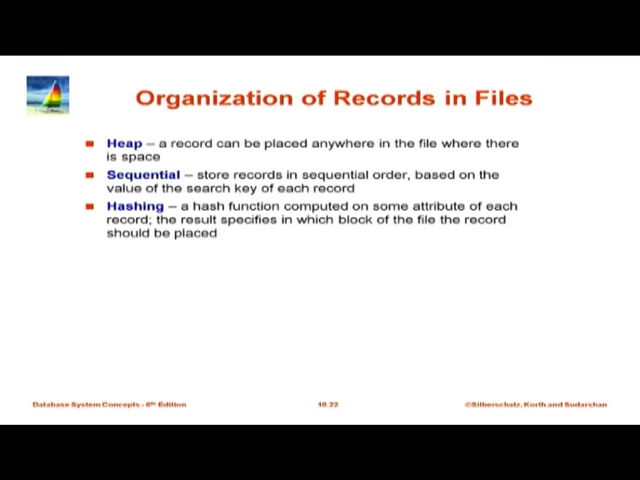 Organization of Records in Files
Heap – a record can be placed anywhere in the file where there
is space
Sequential – store records in sequential order, based on the
value of the search key of each record
Hashing – a hash function computed on some attribute of each
record; the result specifies in which block of the file the record
should be placed
Database System Concepts - 6th Edition
10.22
©Silberschatz, Korth and Sudarshan